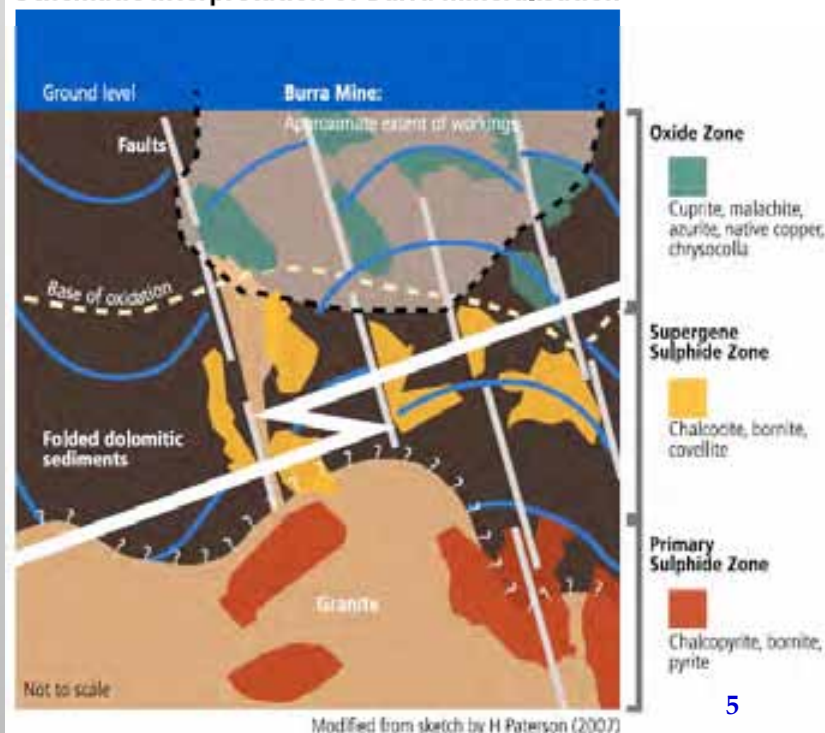 Ground level
Burra Mine:
Approximate extent of workings
Faults
Base of oxidation
Folded dolomitic
sediments
Granite
Not to scale
Oxide Zone
Cuprite, malachite,
azurite, native copper,
chrysocolla
Supergene
Sulphide Zone
Chalcocite, bornite,
covellite
Primary
Sulphide Zone
Chalcopyrite, bornite,
pyrite
5
Modified from sketch by H Paterson (2007)